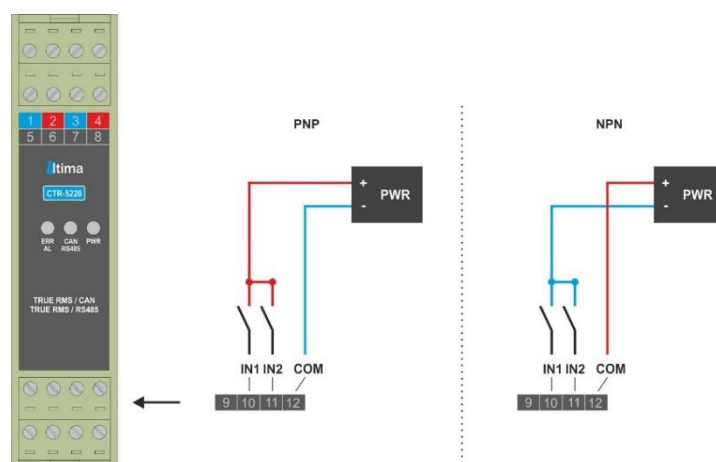 1 2 3 4
5 6 7 8
iltima
CTR-5220
ERR AL
CAN RS485
PWR
TRUE RMS / CAN
TRUE RMS / RS485
PNP
+
-
PWR
IN1 IN2 COM
9 10 11 12
NPN
+
-
PWR
IN1 IN2 COM
9 10 11 12